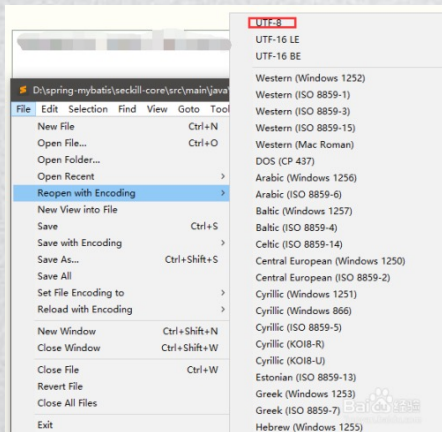 D:\spring-mybatis\seckill-core\src\main\java\
File Edit Selection Find View Goto Tool
New File Ctrl+N
Open File... Ctrl+O
Open Folder...
Open Recent
Reopen with Encoding
New View into File
Save Ctrl+S
Save with Encoding
Save As... Ctrl+Shift+S
Save All
Set File Encoding to
Reload with Encoding
New Window Ctrl+Shift+N
Close Window Ctrl+Shift+W
Close File Ctrl+W
Revert File
Close All Files
Exit
UTF-8
UTF-16 LE
UTF-16 BE
Western (Windows 1252)
Western (ISO 8859-1)
Western (ISO 8859-3)
Western (ISO 8859-15)
Western (Mac Roman)
DOS (CP 437)
Arabic (Windows 1256)
Arabic (ISO 8859-6)
Baltic (Windows 1257)
Baltic (ISO 8859-4)
Celtic (ISO 8859-14)
Central European (Windows 1250)
Central European (ISO 8859-2)
Cyrillic (Windows 1251)
Cyrillic (Windows 866)
Cyrillic (ISO 8859-5)
Cyrillic (KOI8-R)
Cyrillic (KOI8-U)
Estonian (ISO 8859-13)
Greek (Windows 1253)
Greek (ISO 8859-7)
Hebrew (Windows 1255)
Baidu经验